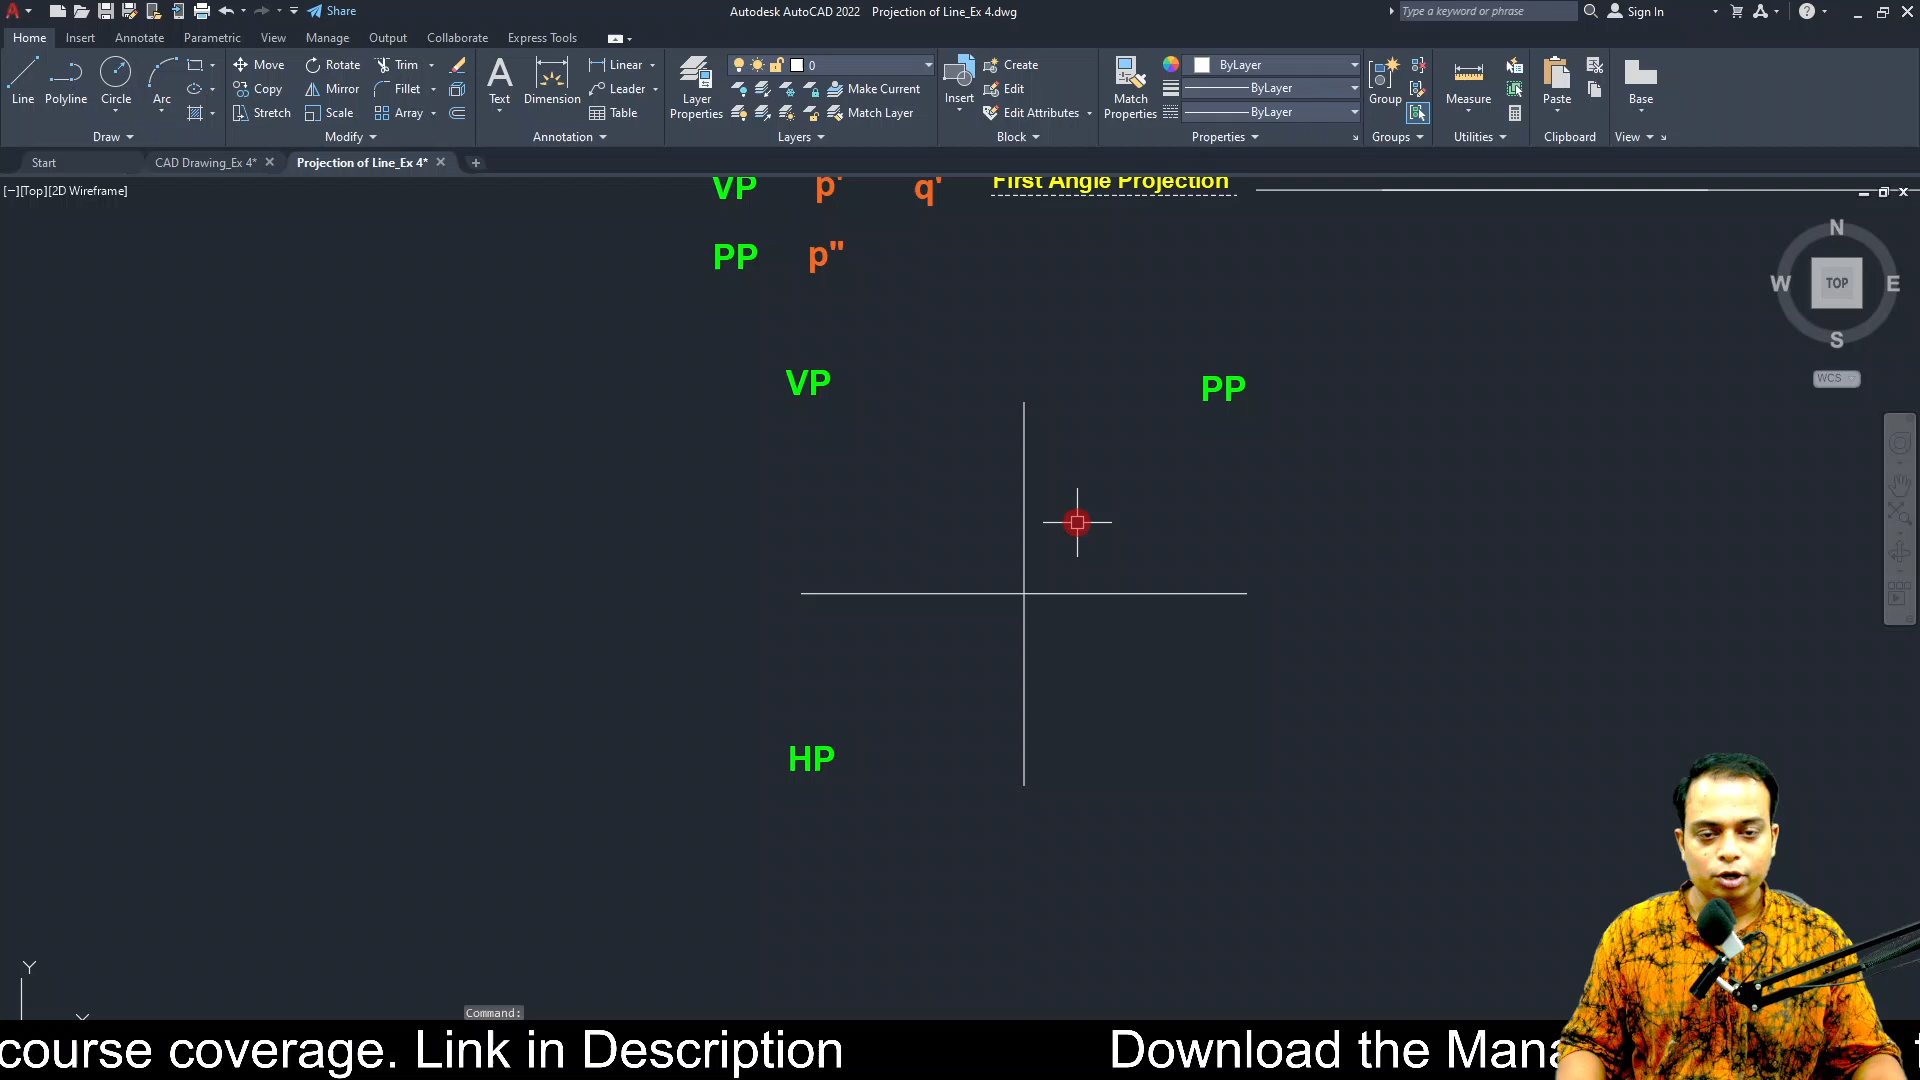 Share
Autodesk AutoCAD 2022 Projection of Line_Ex 4.dwg
Type a keyword or phrase
Sign In
Home Insert Annotate Parametric View Manage Output Collaborate Express Tools
Line Polyline Circle Arc
Move Rotate Trim
Copy Mirror Fillet
Stretch Scale Array
Text Dimension
Linear
Leader
Table
Layer Properties
0
Make Current
Match Layer
Insert
Create
Edit
Edit Attributes
Match Properties
ByLayer
ByLayer
ByLayer
Group
Measure
Paste
Base
Draw Modify Annotation Layers Block Properties Groups Utilities Clipboard View
Start CAD Drawing_Ex 4* Projection of Line_Ex 4*
[−][Top][2D Wireframe]
VP p' q' First Angle Projection
PP p"
N
W TOP E
S
WCS
VP PP
HP
Y
Command:
course coverage. Link in Description Download the Mana